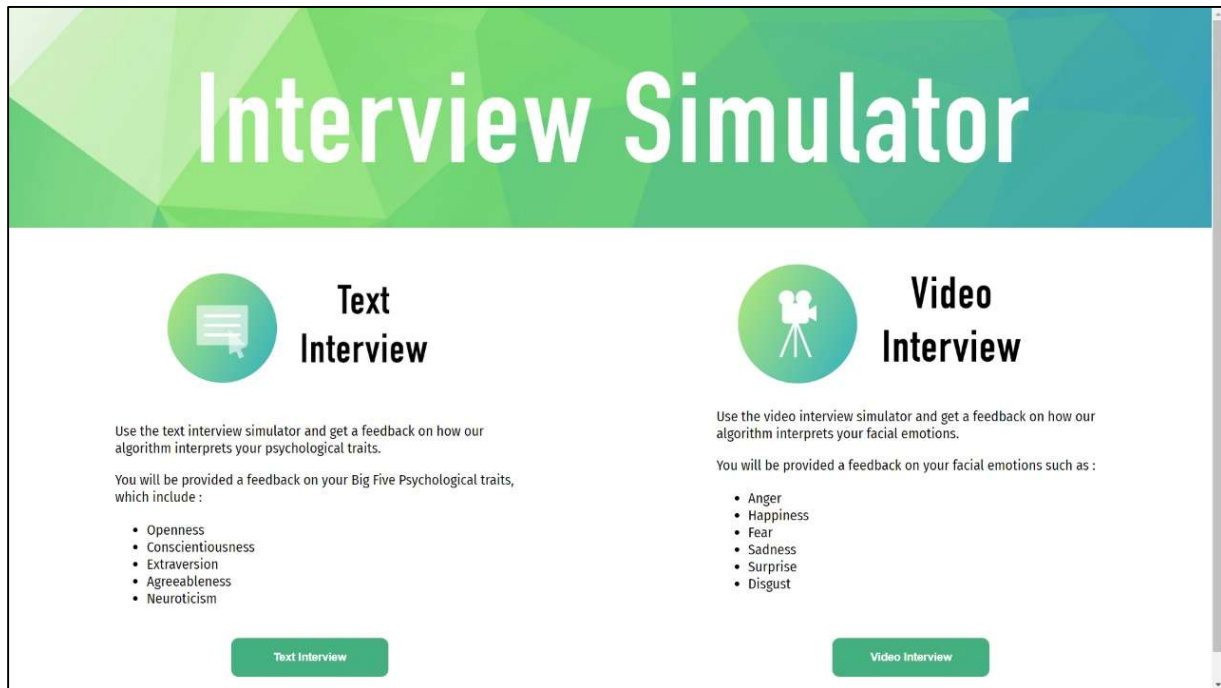 Interview Simulator
Text
Interview
Use the text interview simulator and get a feedback on how our
algorithm interprets your psychological traits.
You will be provided a feedback on your Big Five Psychological traits,
which include :
• Openness
• Conscientiousness
• Extraversion
• Agreeableness
• Neuroticism
Text Interview
Video
Interview
Use the video interview simulator and get a feedback on how our
algorithm interprets your facial emotions.
You will be provided a feedback on your facial emotions such as :
• Anger
• Happiness
• Fear
• Sadness
• Surprise
• Disgust
Video Interview